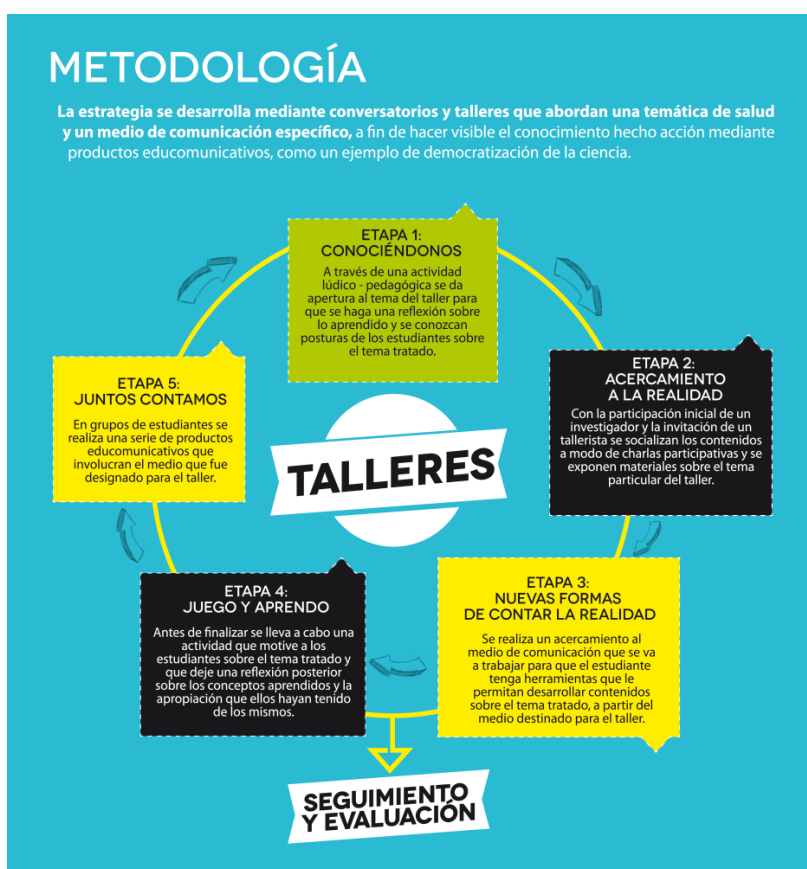 METODOLOGÍA
La estrategia se desarrolla mediante conversatorios y talleres que abordan una temática de salud
y un medio de comunicación específico, a fin de hacer visible el conocimiento hecho acción mediante
productos educomunicativos, como un ejemplo de democratización de la ciencia.
ETAPA 1:
CONOCIÉNDONOS
A través de una actividad
lúdico - pedagógica se da
apertura al tema del taller para
que se haga una reflexión sobre
lo aprendido y se conozcan
posturas de los estudiantes sobre
el tema tratado.
ETAPA 2:
ACERCAMIENTO
A LA REALIDAD
Con la participación inicial de un
investigador y la invitación de un
tallerista se socializan los contenidos
a modo de charlas participativas y se
exponen materiales sobre el tema
particular del taller.
ETAPA 5:
JUNTOS CONTAMOS
En grupos de estudiantes se
realiza una serie de productos
educomunicativos que
involucran el medio que fue
designado para el taller.
TALLERES
ETAPA 4:
JUEGO Y APRENDO
Antes de finalizar se lleva a cabo una
actividad que motive a los
estudiantes sobre el tema tratado y
que deje una reflexión posterior
sobre los conceptos aprendidos y la
apropiación que ellos hayan tenido
de los mismos.
ETAPA 3:
NUEVAS FORMAS
DE CONTAR LA REALIDAD
Se realiza un acercamiento al
medio de comunicación que se va
a trabajar para que el estudiante
tenga herramientas que le
permitan desarrollar contenidos
sobre el tema tratado, a partir del
medio destinado para el taller.
SEGUIMIENTO
Y EVALUACIÓN